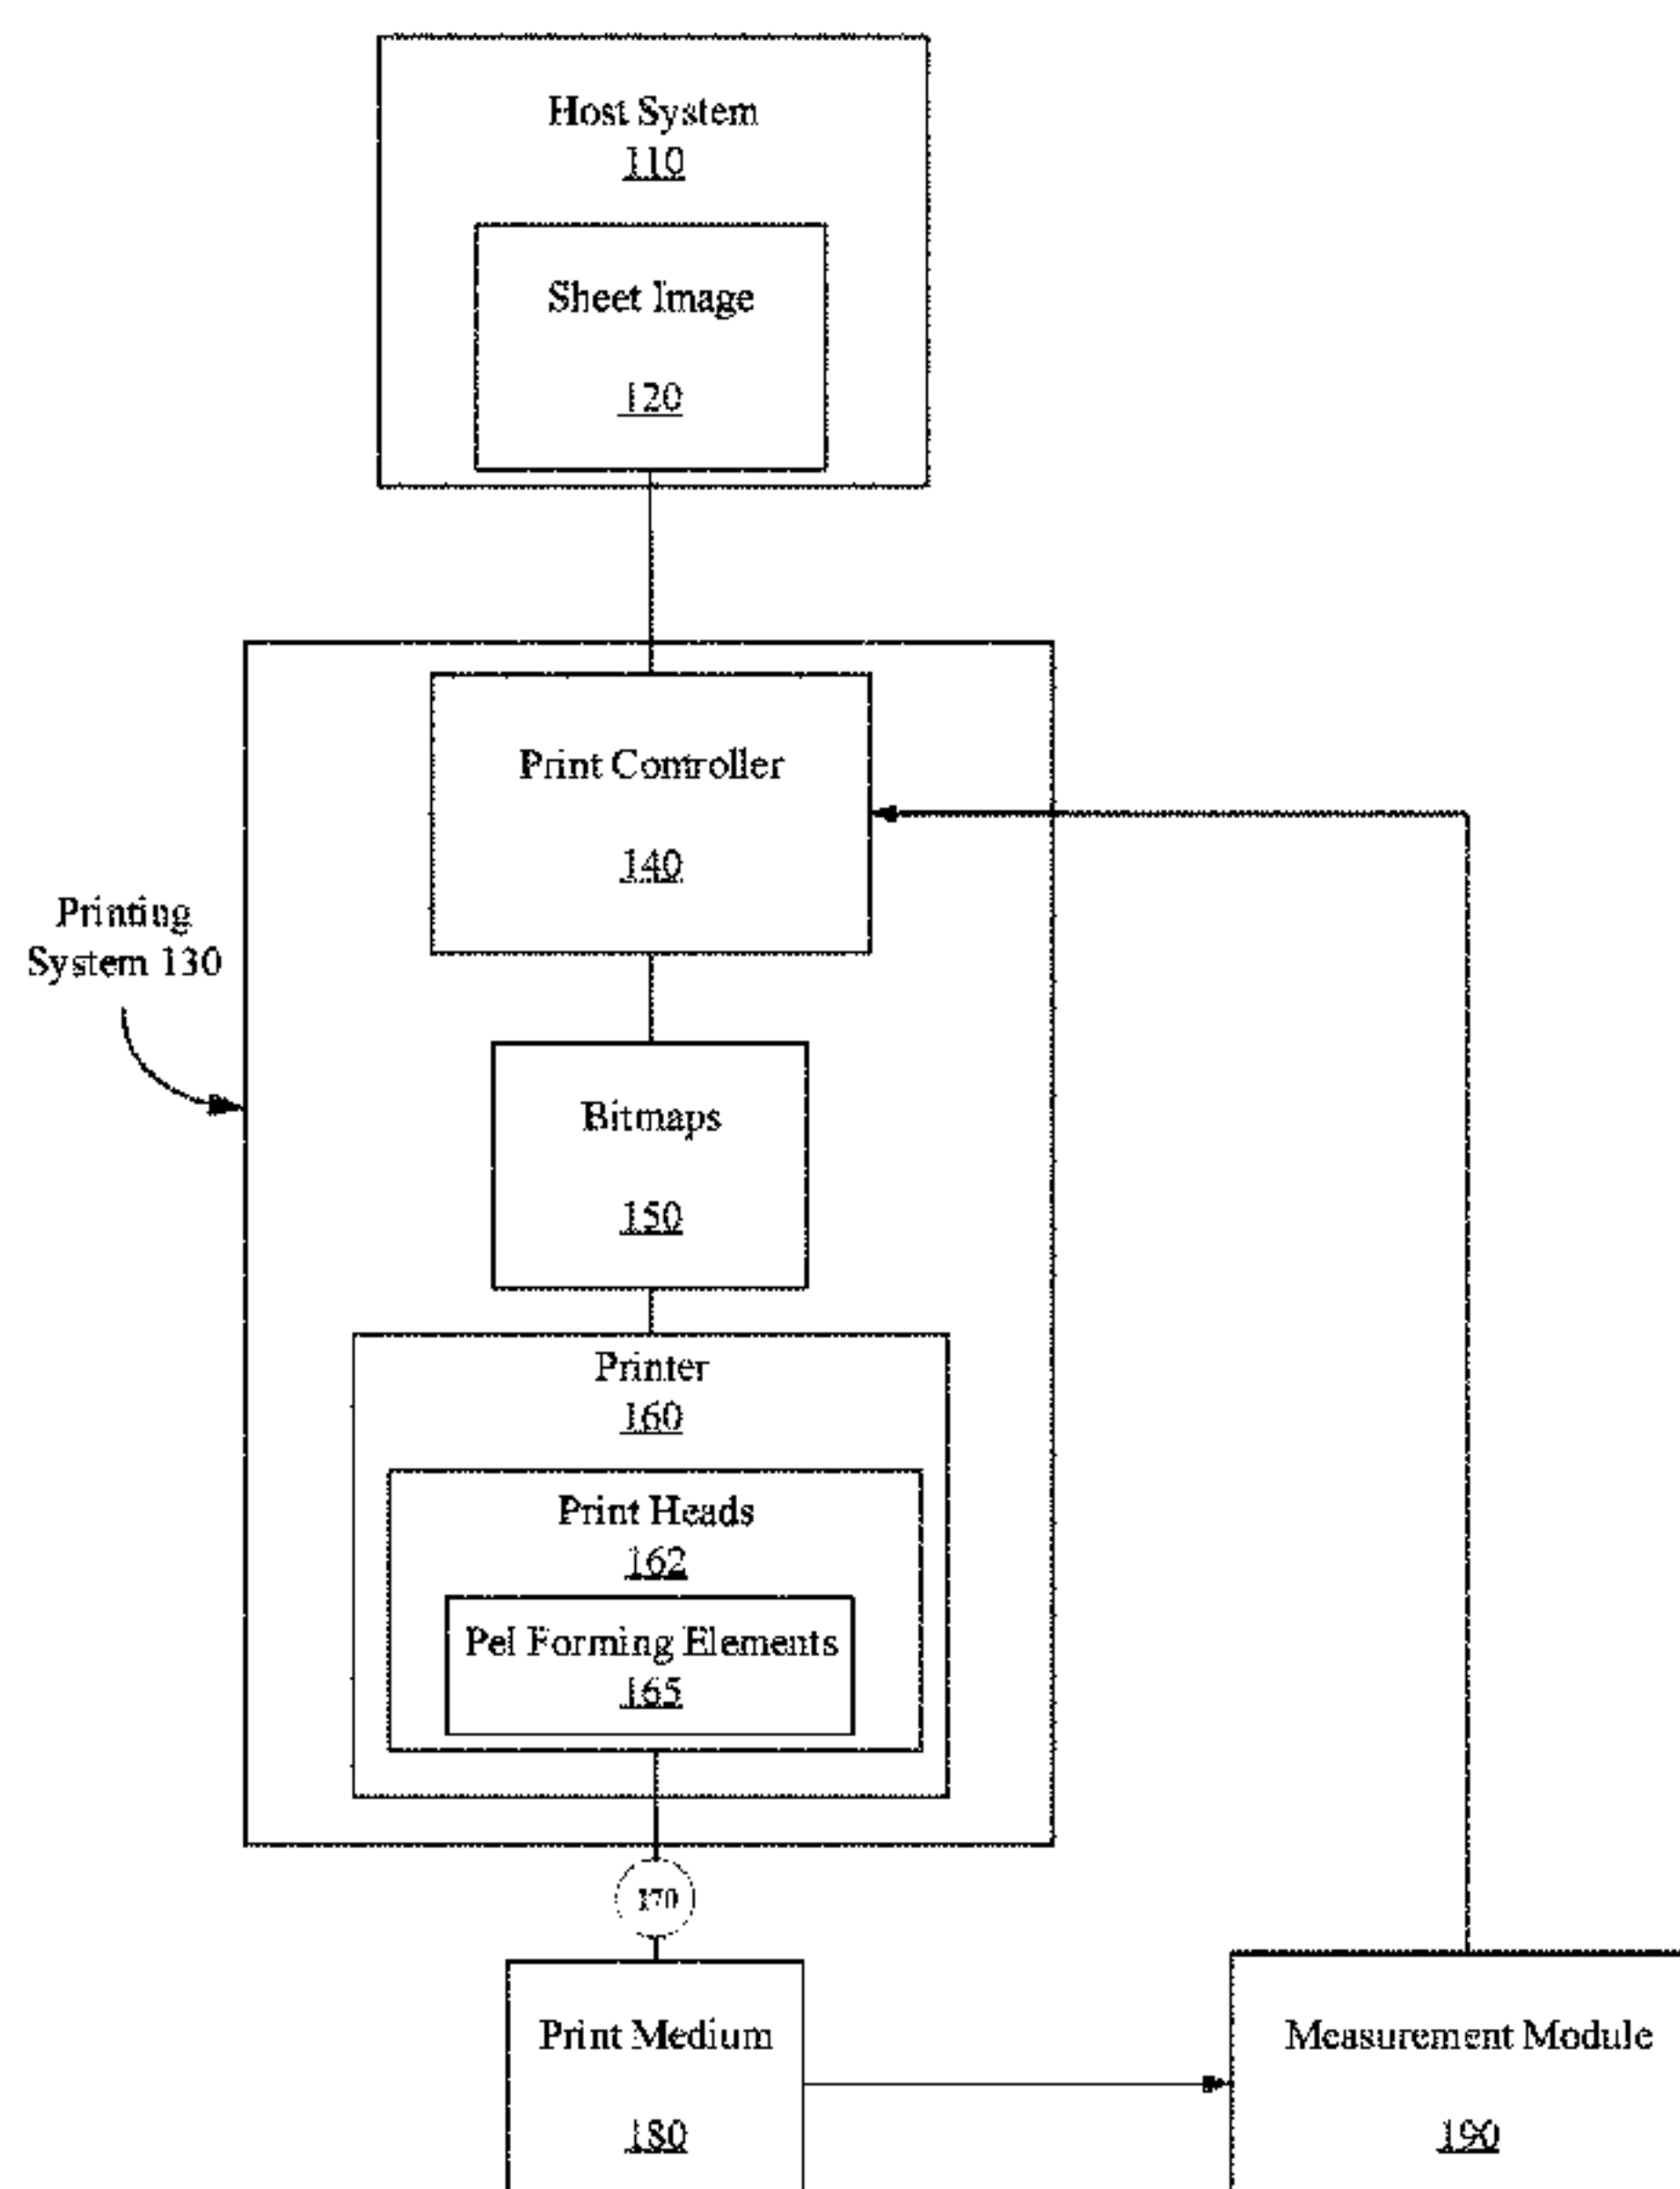 Host System
110
Sheet Image
120
Print Controller
140
Printing
System 130
Bitmaps
150
Printer
160
Print Heads
162
Pel Forming Elements
165
170
Print Medium
180
Measurement Module
190